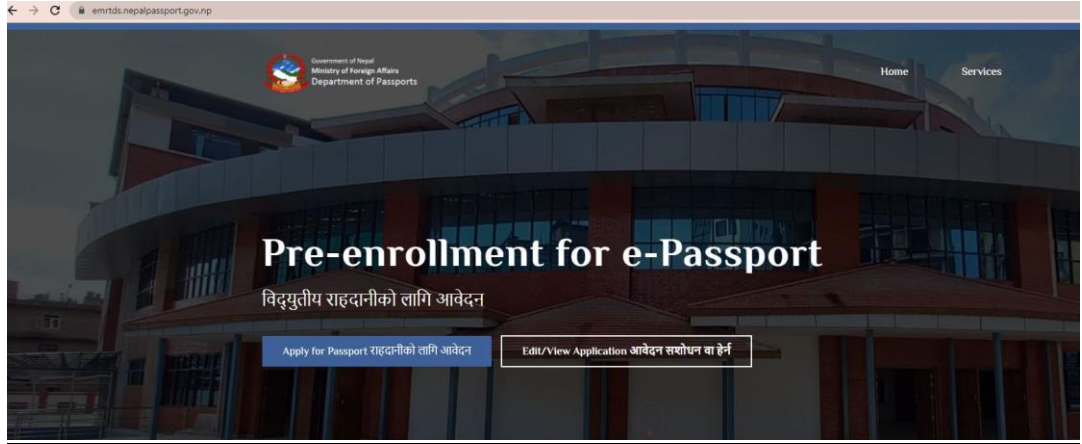 emrtds.nepalpassport.gov.np
Government of Nepal
Ministry of Foreign Affairs
Department of Passports
Home Services
Pre-enrollment for e-Passport
विद्युतीय राहदानीको लागि आवेदन
Apply for Passport राहदानीको लागि आवेदन
Edit/View Application आवेदन सशोधन वा हेर्न